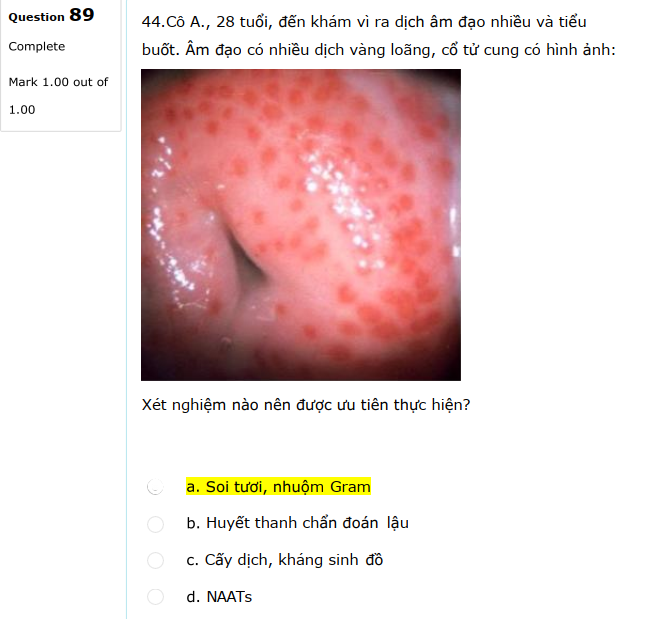 Question 89
Complete
Mark 1.00 out of
1.00
44.Cô A., 28 tuổi, đến khám vì ra dịch âm đạo nhiều và tiểu
buốt. Âm đạo có nhiều dịch vàng loãng, cổ tử cung có hình ảnh:
Xét nghiệm nào nên được ưu tiên thực hiện?
a. Soi tươi, nhuộm Gram
b. Huyết thanh chẩn đoán lậu
c. Cấy dịch, kháng sinh đồ
d. NAATs